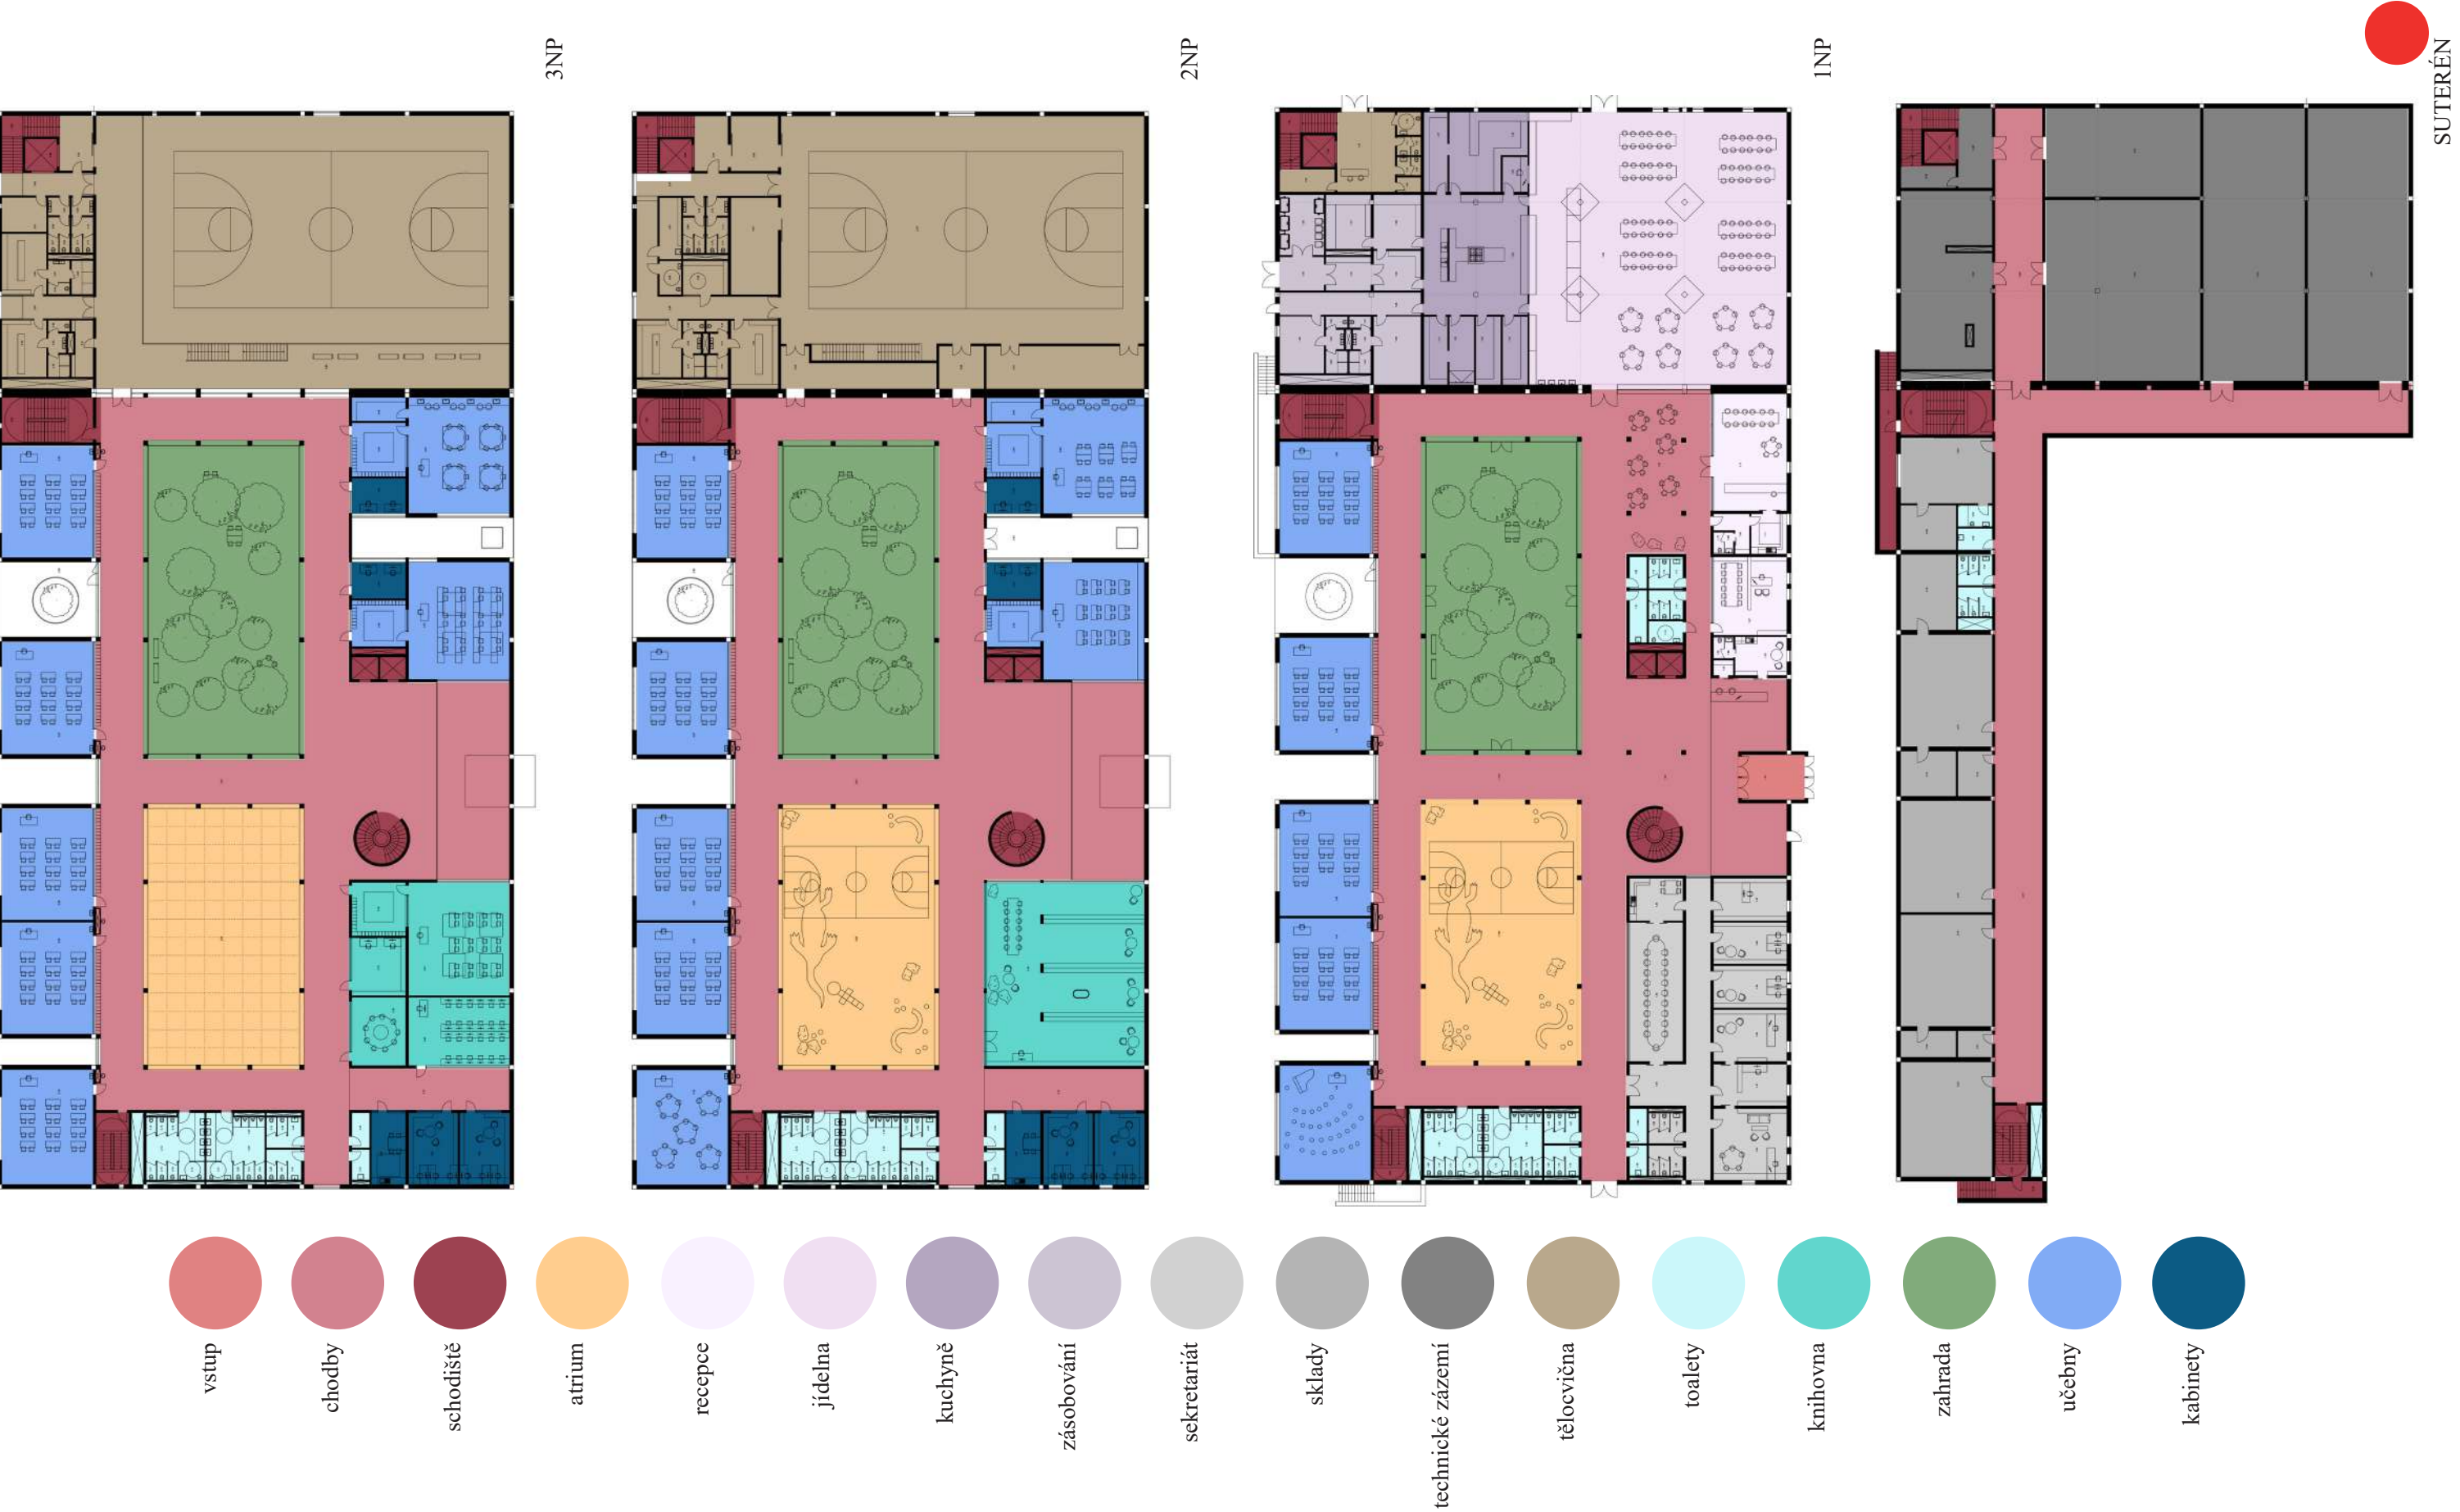 3NP
2NP
1NP
SUTERÉN
vstup
chodby
schodiště
atrium
recepce
jídelna
kuchyně
zásobování
sekretariát
sklady
technické zázemí
tělocvična
toalety
knihovna
zahrada
učebny
kabinety